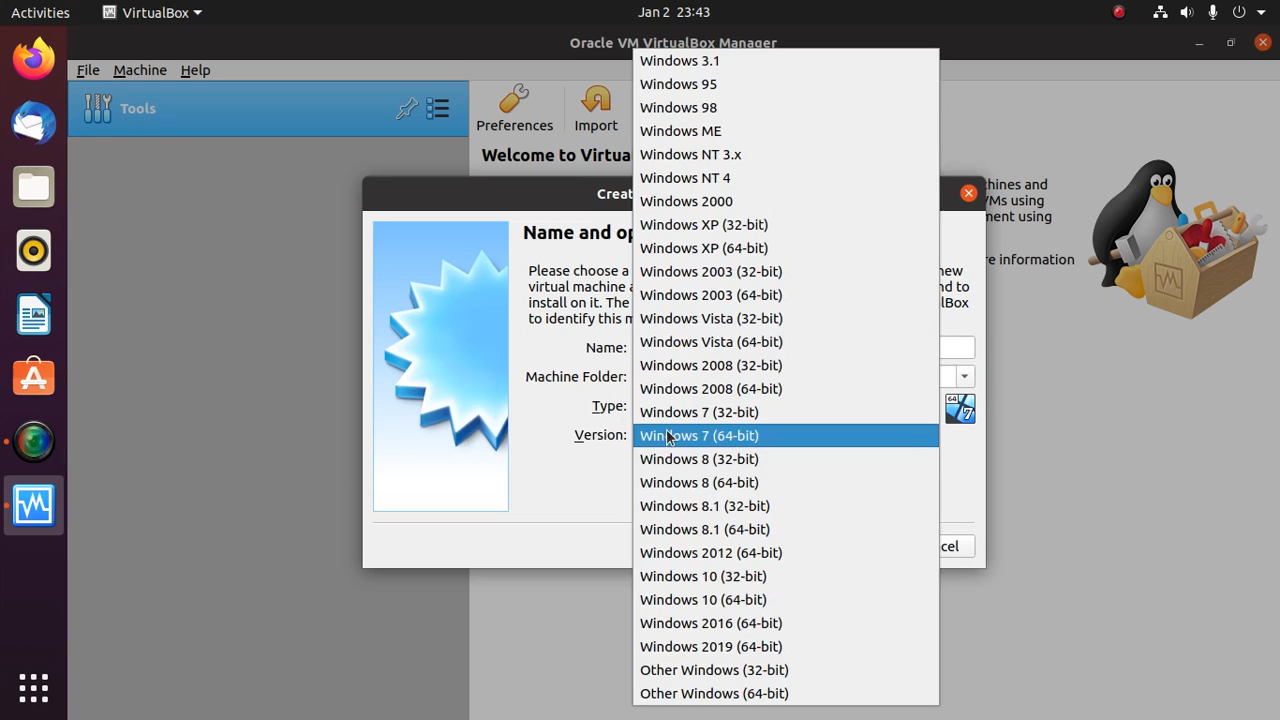 Activities
VirtualBox
Jan 2 23:43
Oracle VM VirtualBox Manager
File Machine Help
Tools
Preferences
Import
Welcome to Virtua
chines and
VMs using
ment using
re information
Creat
Name and op
Please choose a
virtual machine a
install on it. The
to identify this m
new
nd to
alBox
Name:
Machine Folder:
Type:
Version:
64
7
cel
Windows 3.1
Windows 95
Windows 98
Windows ME
Windows NT 3.x
Windows NT 4
Windows 2000
Windows XP (32-bit)
Windows XP (64-bit)
Windows 2003 (32-bit)
Windows 2003 (64-bit)
Windows Vista (32-bit)
Windows Vista (64-bit)
Windows 2008 (32-bit)
Windows 2008 (64-bit)
Windows 7 (32-bit)
Windows 7 (64-bit)
Windows 8 (32-bit)
Windows 8 (64-bit)
Windows 8.1 (32-bit)
Windows 8.1 (64-bit)
Windows 2012 (64-bit)
Windows 10 (32-bit)
Windows 10 (64-bit)
Windows 2016 (64-bit)
Windows 2019 (64-bit)
Other Windows (32-bit)
Other Windows (64-bit)